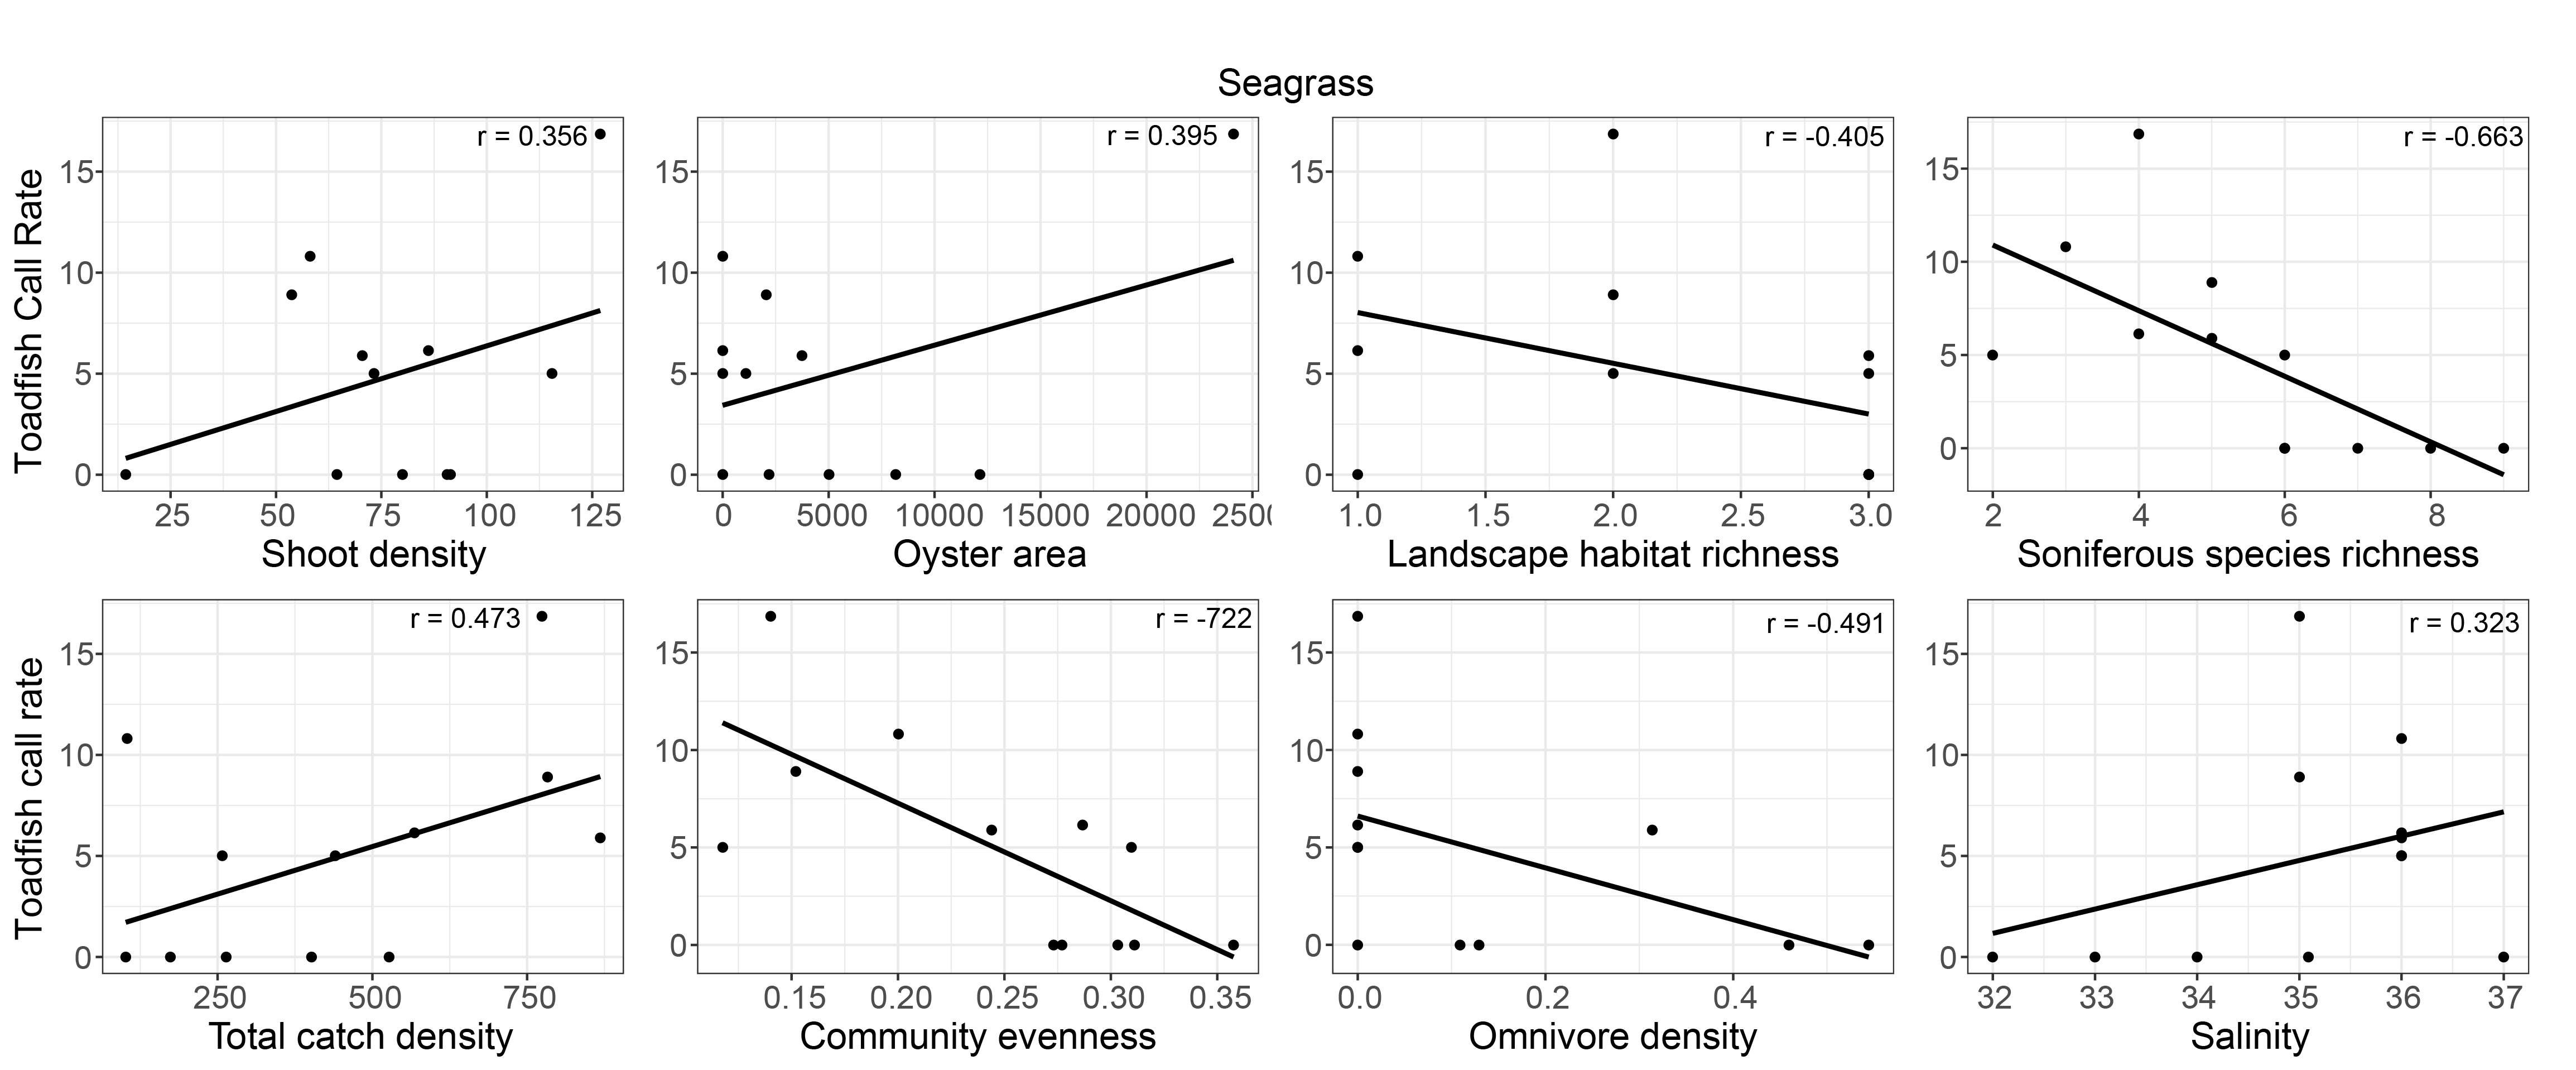 Seagrass
Toadfish Call Rate
r = 0.356
15
10
5
0
25 50 75 100 125
Shoot density
r = 0.395
15
10
5
0
0 5000 10000 15000 20000 2500
Oyster area
r = -0.405
15
10
5
0
1.0 1.5 2.0 2.5 3.0
Landscape habitat richness
r = -0.663
15
10
5
0
2 4 6 8
Soniferous species richness
Toadfish call rate
r = 0.473
15
10
5
0
250 500 750
Total catch density
r = -722
15
10
5
0
0.15 0.20 0.25 0.30 0.35
Community evenness
r = -0.491
15
10
5
0
0.0 0.2 0.4
Omnivore density
r = 0.323
15
10
5
0
32 33 34 35 36 37
Salinity